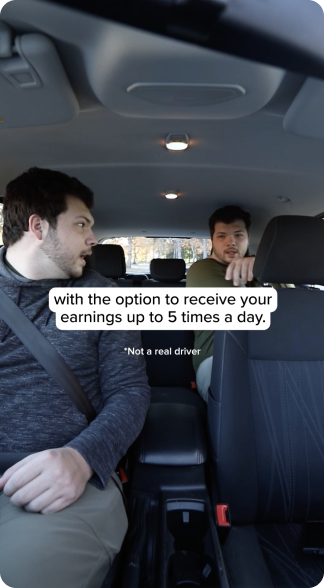 with the option to receive your
earnings up to 5 times a day.
*Not a real driver